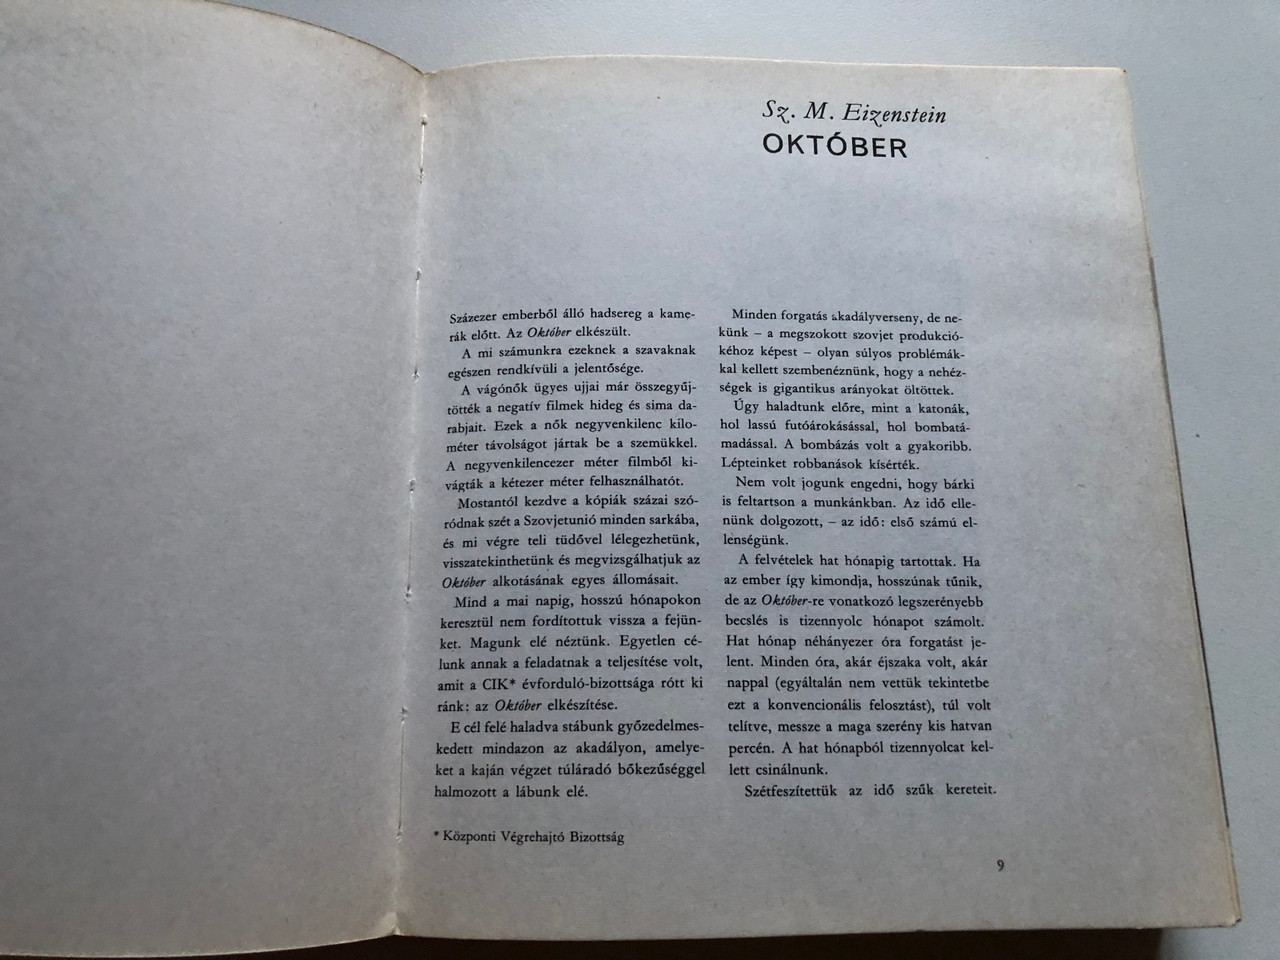 Sz. M. Eizenstein
OKTÓBER
Százezer emberből álló hadsereg a kame-
rák előtt. Az Október elkészült.
A mi számunkra ezeknek a szavaknak
egészen rendkívüli a jelentősége.
A vágónők ügyes ujjai már összegyűj-
tötték a negatív filmek hideg és sima da-
rabjait. Ezek a nők negyvenkilenc kilo-
méter távolságot jártak be a szemükkel.
A negyvenkilencezer méter filmből ki-
vágták a kétezer méter felhasználhatót.
Mostantól kezdve a kópiák százai szó-
ródnak szét a Szovjetunió minden sarkába,
és mi végre teli tüdővel lélegezhetünk,
visszatekinthetünk és megvizsgálhatjuk az
Október alkotásának egyes állomásait.
Mind a mai napig, hosszú hónapokon
keresztül nem fordítottuk vissza a fejün-
ket. Magunk elé néztünk. Egyetlen cé-
lunk annak a feladatnak a teljesítése volt,
amit a CIK* évforduló-bizottsága rótt ki
ránk: az Október elkészítése.
E cél felé haladva stábunk győzedelmes-
kedett mindazon az akadályon, amelye-
ket a kaján végzet túláradó bőkezűséggel
halmozott a lábunk elé.
* Központi Végrehajtó Bizottság
Minden forgatás akadályverseny, de ne-
künk – a megszokott szovjet produkció-
kéhoz képest – olyan súlyos problémák-
kal kellett szembenéznünk, hogy a nehéz-
ségek is gigantikus arányokat öltöttek.
Úgy haladtunk előre, mint a katonák,
hol lassú futóárokásással, hol bombatá-
madással. A bombázás volt a gyakoribb.
Lépteinket robbanások kísérték.
Nem volt jogunk engedni, hogy bárki
is feltartson a munkánkban. Az idő elle-
nünk dolgozott, – az idő: első számú el-
lenségünk.
A felvételek hat hónapig tartottak. Ha
az ember így kimondja, hosszúnak tűnik,
de az Október-re vonatkozó legszerényebb
becslés is tizennyolc hónapot számolt.
Hat hónap néhányezer óra forgatást je-
lent. Minden óra, akár éjszaka volt, akár
nappal (egyáltalán nem vettük tekintetbe
ezt a konvencionális felosztást), túl volt
telítve, messze a maga szerény kis hatvan
percén. A hat hónapból tizennyolcat kel-
lett csinálnunk.
Szétfeszítettük az idő szűk kereteit.
9